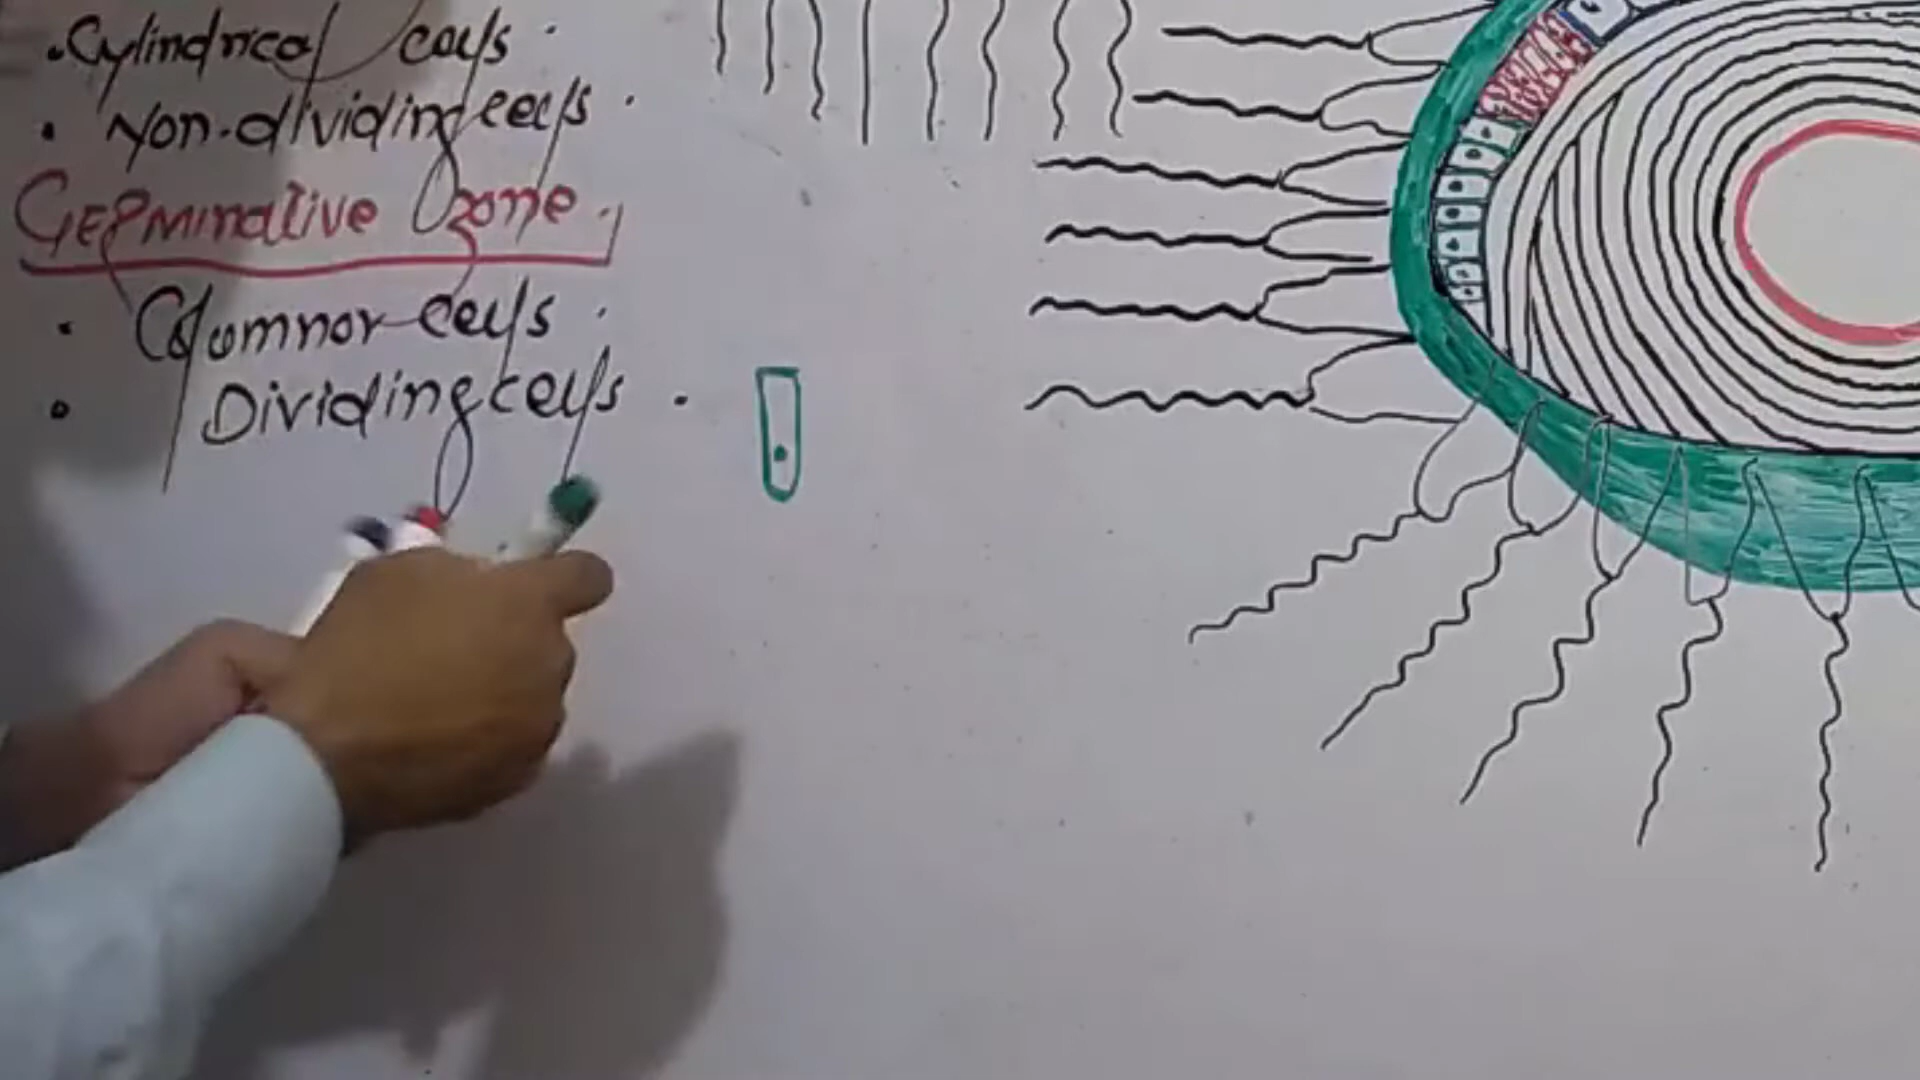 • Cylindrical cells •
• Non-dividing cells •
Germinative zone.
• Columnar cells •
• Dividing cells •